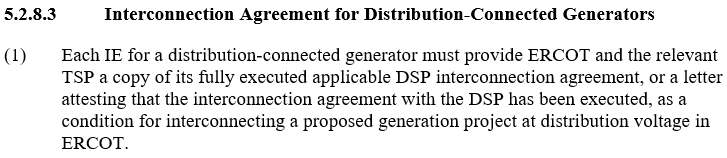 5.2.8.3 Interconnection Agreement for Distribution-Connected Generators
(1) Each IE for a distribution-connected generator must provide ERCOT and the relevant
TSP a copy of its fully executed applicable DSP interconnection agreement, or a letter
attesting that the interconnection agreement with the DSP has been executed, as a
condition for interconnecting a proposed generation project at distribution voltage in
ERCOT.